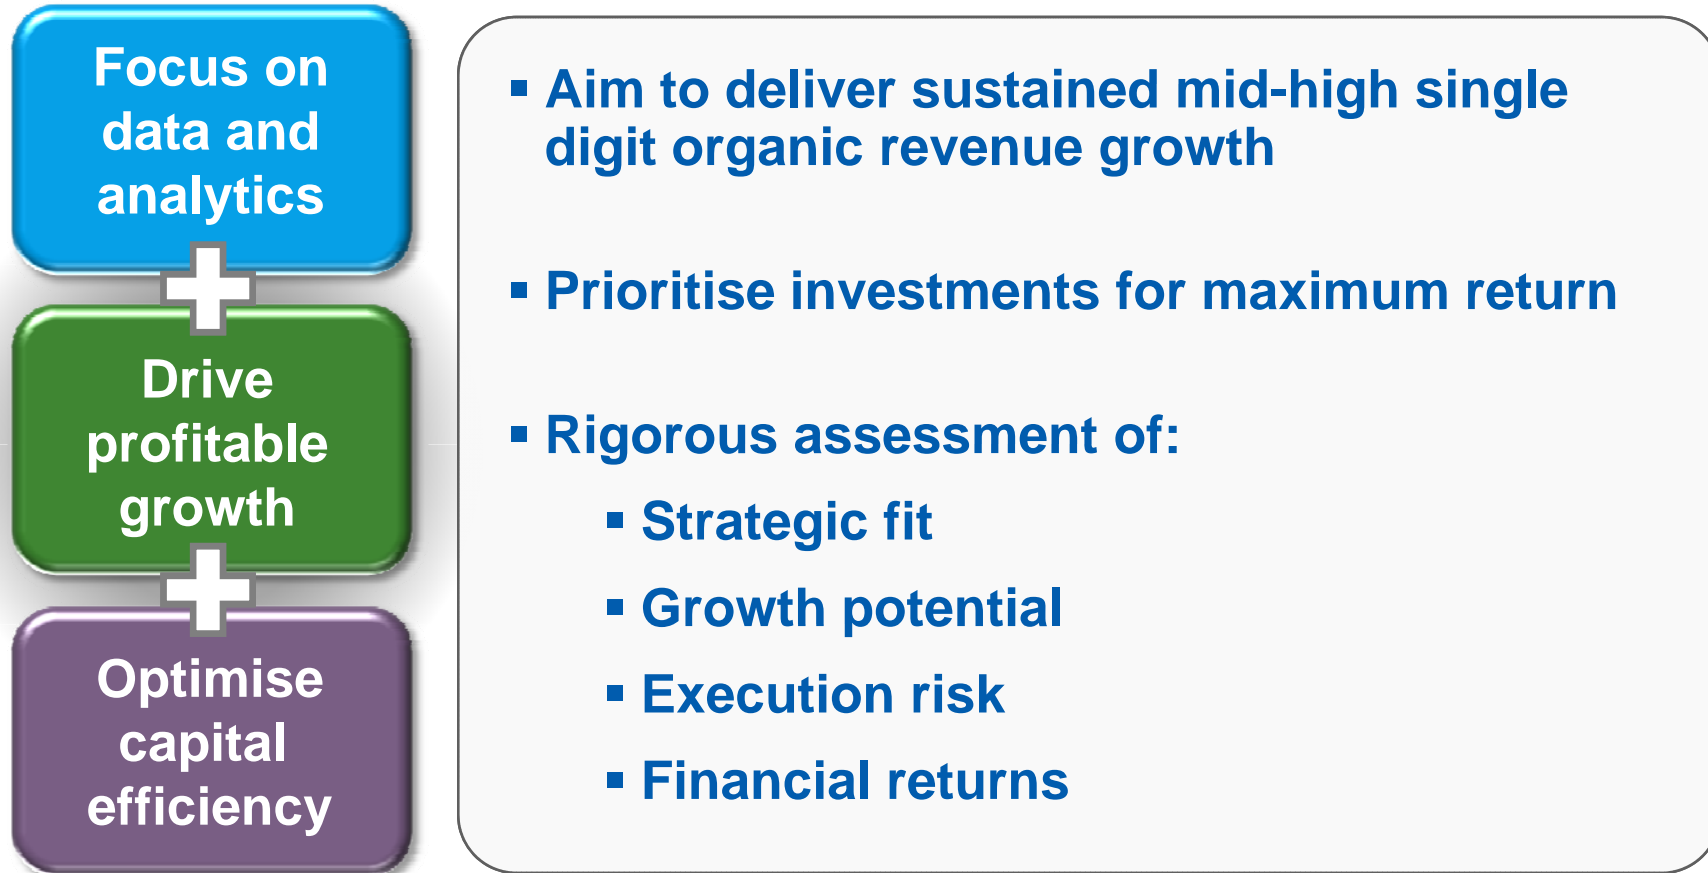 Focus on
data and
analytics
Drive
profitable
growth
Optimise
capital
efficiency
▪ Aim to deliver sustained mid-high single
digit organic revenue growth
▪ Prioritise investments for maximum return
▪ Rigorous assessment of:
▪ Strategic fit
▪ Growth potential
▪ Execution risk
▪ Financial returns